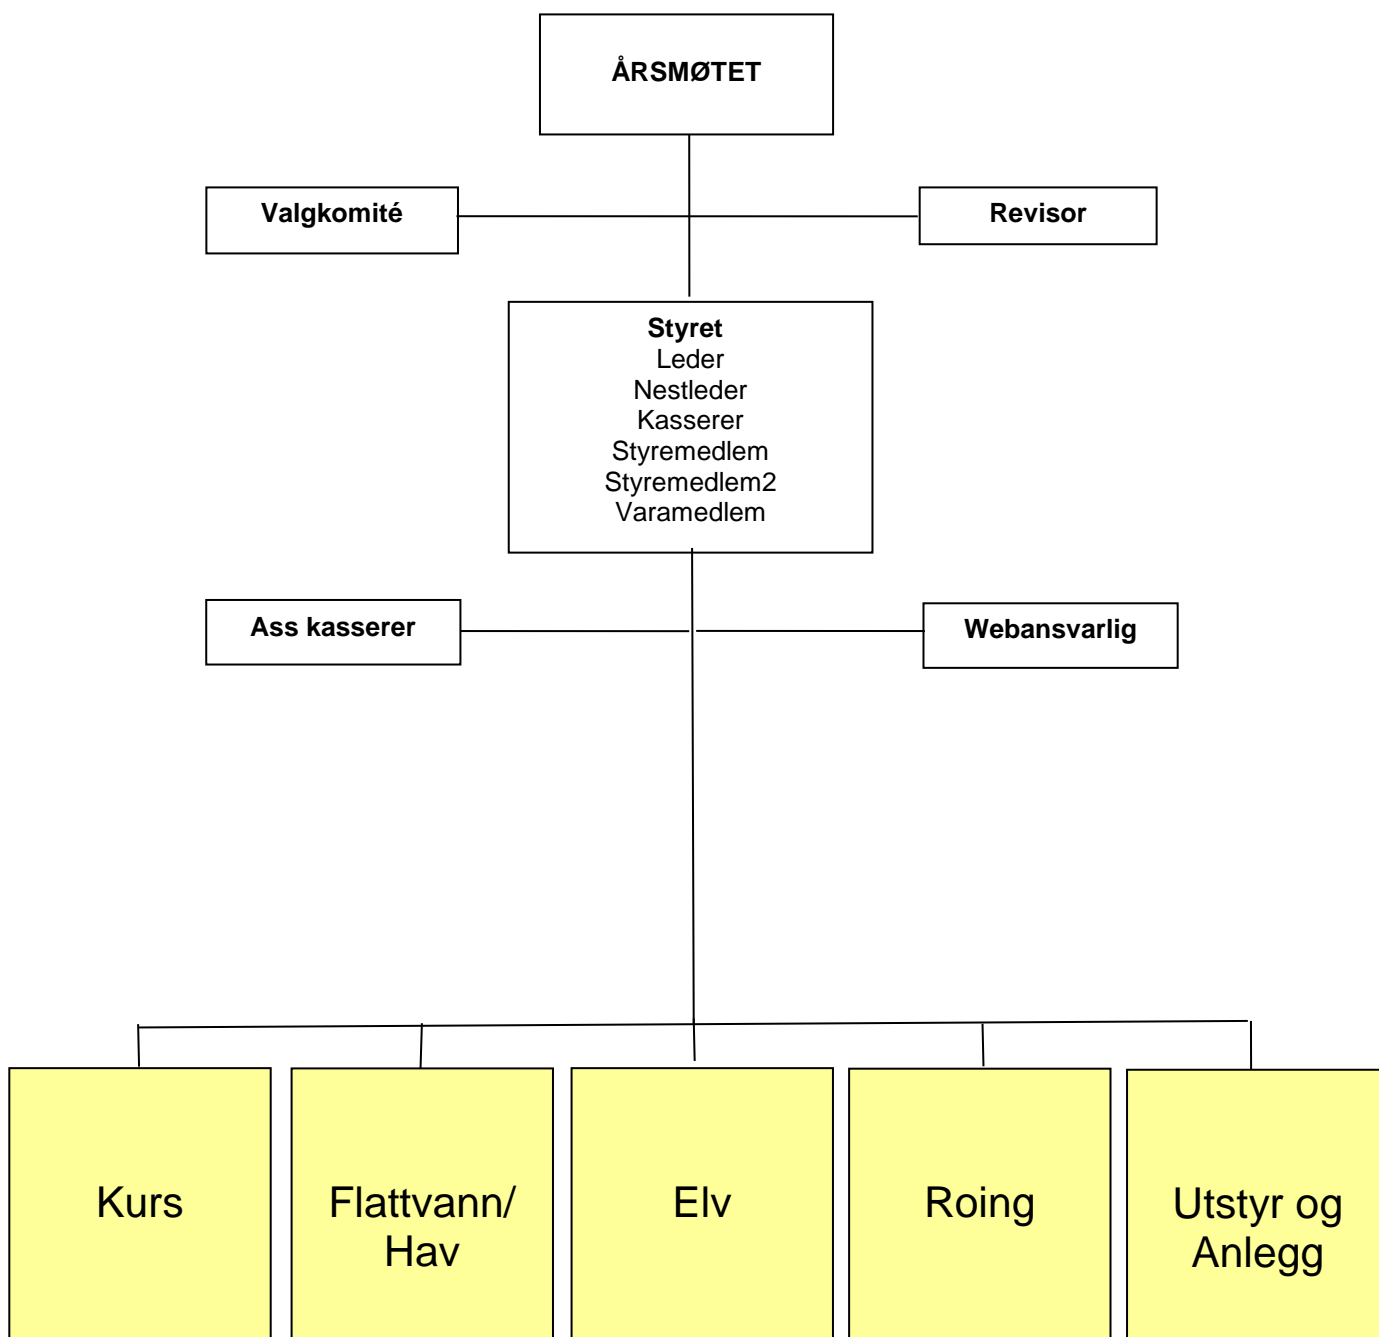 ÅRSMØTET
Valgkomité
Revisor
Styret
Leder
Nestleder
Kasserer
Styremedlem
Styremedlem2
Varamedlem
Ass kasserer
Webansvarlig
Kurs
Flattvann/
Hav
Elv
Roing
Utstyr og
Anlegg